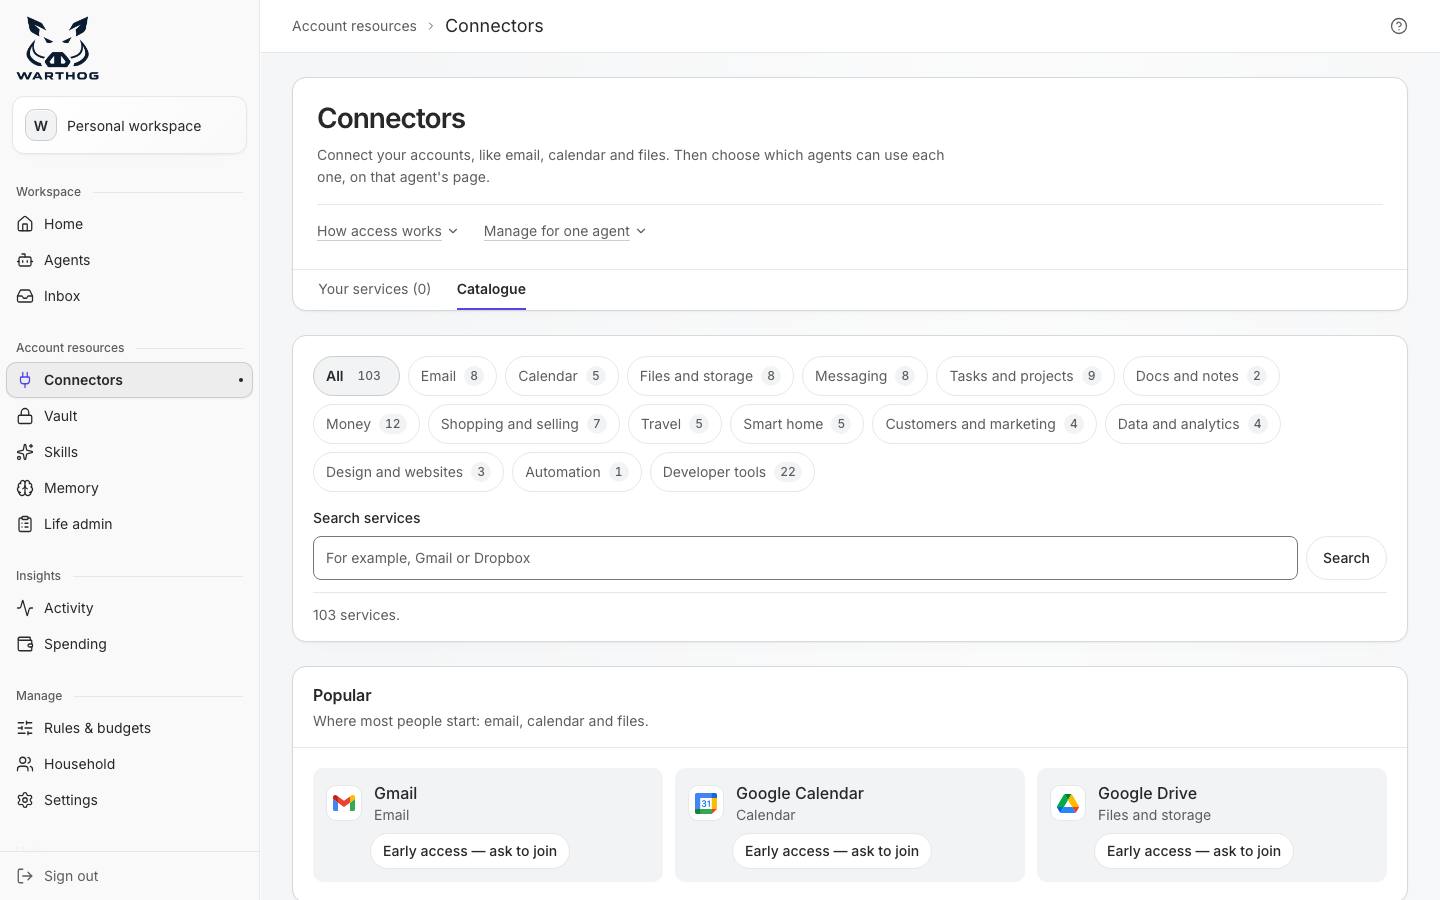 WARTHOG
W Personal workspace
Workspace
Home
Agents
Inbox
Account resources
Connectors
Vault
Skills
Memory
Life admin
Insights
Activity
Spending
Manage
Rules & budgets
Household
Settings
Sign out
Account resources > Connectors
Connectors
Connect your accounts, like email, calendar and files. Then choose which agents can use each
one, on that agent's page.
How access works Manage for one agent
Your services (0) Catalogue
All 103 Email 8 Calendar 5 Files and storage 8 Messaging 8 Tasks and projects 9 Docs and notes 2
Money 12 Shopping and selling 7 Travel 5 Smart home 5 Customers and marketing 4 Data and analytics 4
Design and websites 3 Automation 1 Developer tools 22
Search services
For example, Gmail or Dropbox Search
103 services.
Popular
Where most people start: email, calendar and files.
Gmail
Email
Early access — ask to join
31
Google Calendar
Calendar
Early access — ask to join
Google Drive
Files and storage
Early access — ask to join